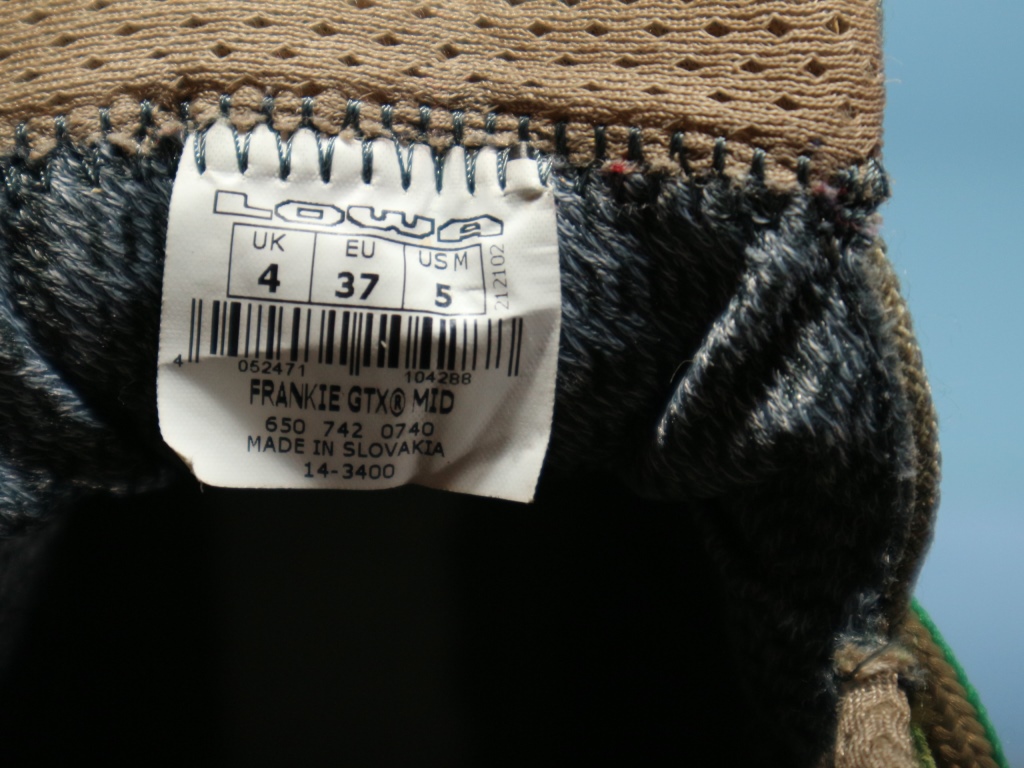 LOWA
UK EU US M
4 37 5
212102
4 052471 104288
FRANKIE GTX® MID
650 742 0740
MADE IN SLOVAKIA
14-3400